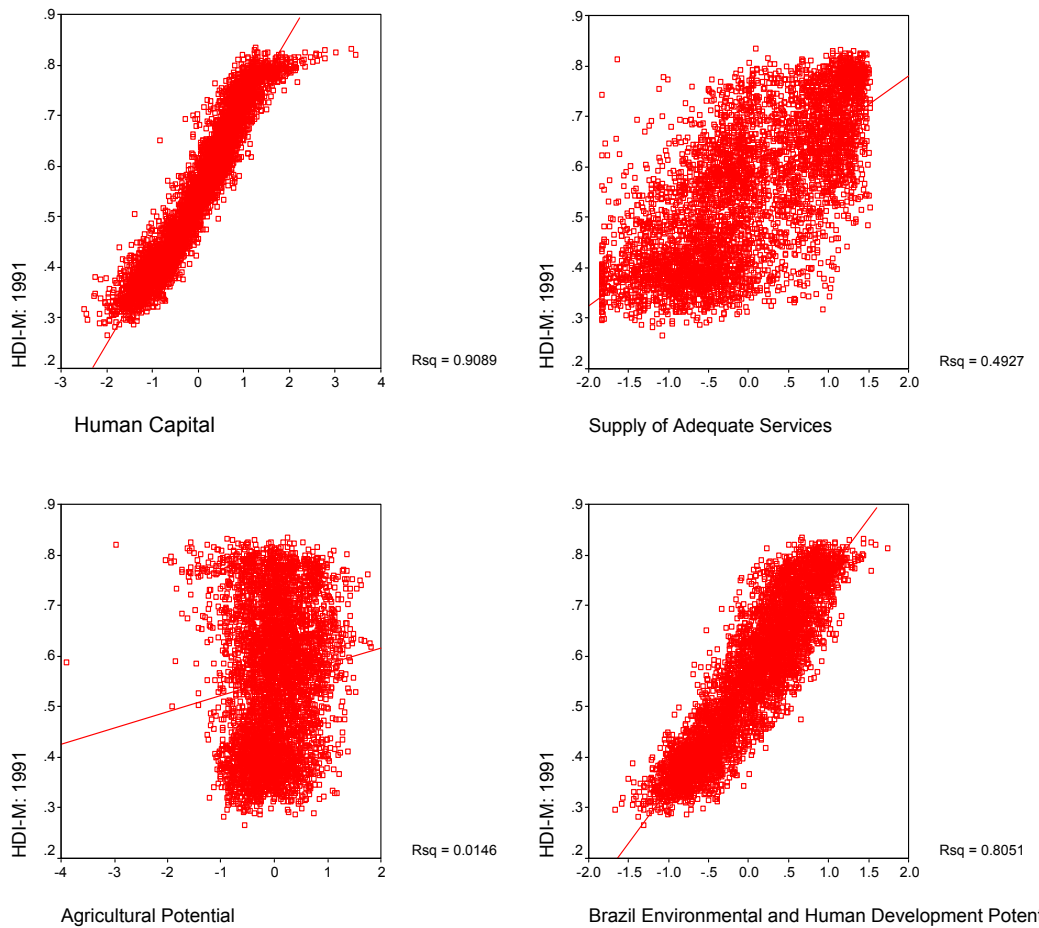 .9
.8
.7
.6
.5
.4
.3
.2
HDI-M: 1991
-3 -2 -1 0 1 2 3 4
Rsq = 0.9089
Human Capital
.9
.8
.7
.6
.5
.4
.3
.2
HDI-M: 1991
-2.0 -1.5 -1.0 -.5 0.0 .5 1.0 1.5 2.0
Rsq = 0.4927
Supply of Adequate Services
.9
.8
.7
.6
.5
.4
.3
.2
HDI-M: 1991
-4 -3 -2 -1 0 1 2
Rsq = 0.0146
Agricultural Potential
.9
.8
.7
.6
.5
.4
.3
.2
HDI-M: 1991
-2.0 -1.5 -1.0 -.5 0.0 .5 1.0 1.5 2.0
Rsq = 0.8051
Brazil Environmental and Human Development Potent